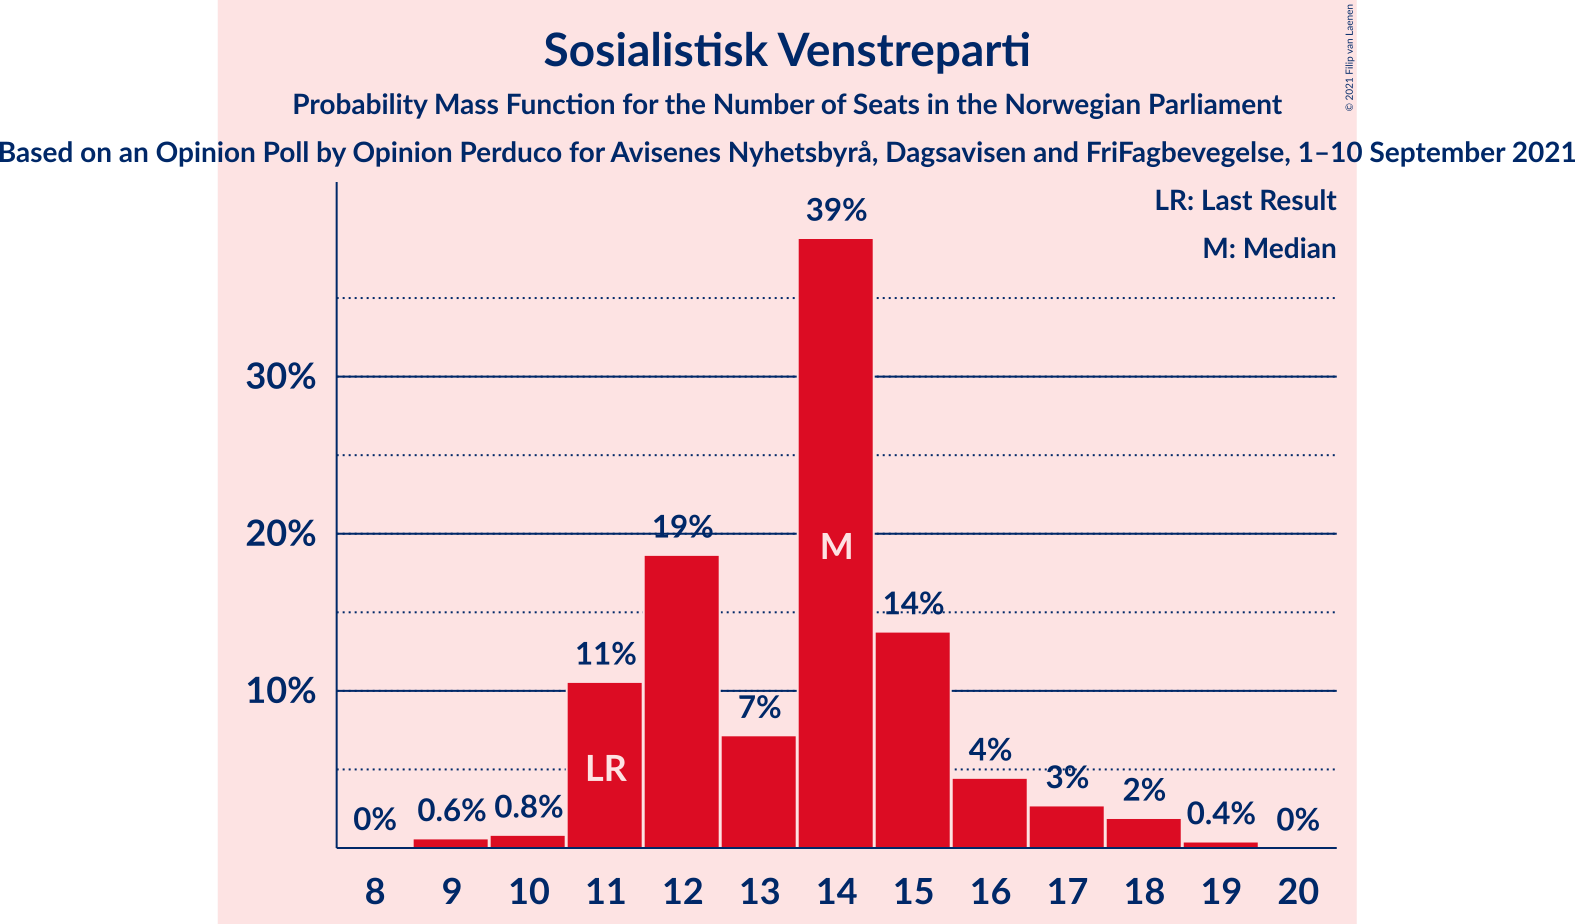 Sosialistisk Venstreparti
Probability Mass Function for the Number of Seats in the Norwegian Parliament
Based on an Opinion Poll by Opinion Perduco for Avisenes Nyhetsbyrå, Dagsavisen and FriFagbevegelse, 1–10 September 2021
© 2021 Filip van Laenen
LR: Last Result
M: Median
30%
20%
10%
0%
0.6%
0.8%
11%
19%
7%
39%
14%
4%
3%
2%
0.4%
0%
LR
M
8 9 10 11 12 13 14 15 16 17 18 19 20